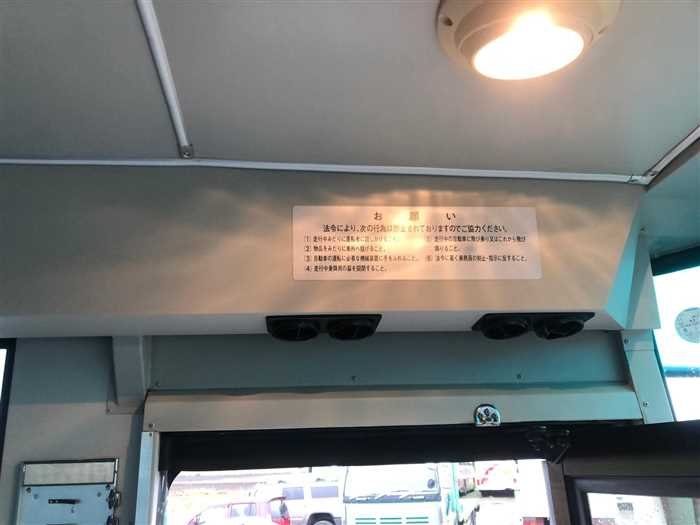 お願い
法令により、次の行為は禁止されておりますのでご協力ください。
(1) 走行中みだりに運転者に話しかけること。
(2) 物品をみだりに車外へ投げること。
(3) 自動車の運転に必要な機械装置に手をふれること。
(4) 走行中乗降用の扉を開閉すること。
(5) 走行中の自動車に飛び乗り又はこれから飛び
降りること。
(6) 法令に基く乗務員の制止・指示に反すること。